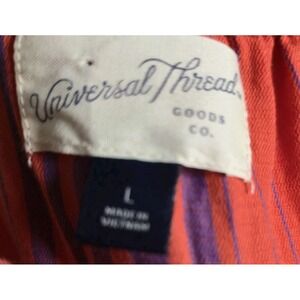 Universal Thread
GOODS
CO.
L
MADE IN
VIETNAM